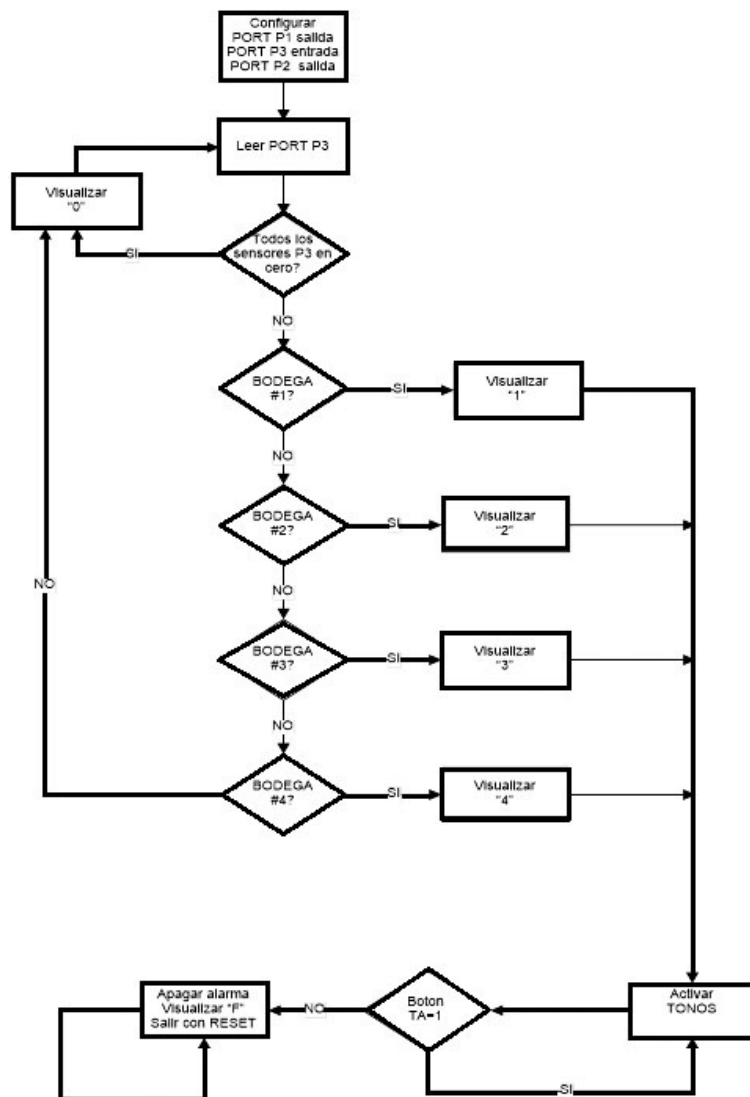 Configurar
PORT P1 salida
PORT P3 entrada
PORT P2 salida
Leer PORT P3
Visualizar
"0"
Todos los
sensores P3 en
cero?
SI
NO
BODEGA
#1?
SI
Visualizar
"1"
NO
BODEGA
#2?
SI
Visualizar
"2"
NO
NO
BODEGA
#3?
SI
Visualizar
"3"
NO
BODEGA
#4?
SI
Visualizar
"4"
Apagar alarma
Visualizar "F"
Salir con RESET
NO
Boton
TA=1
Activar
TONOS
SI